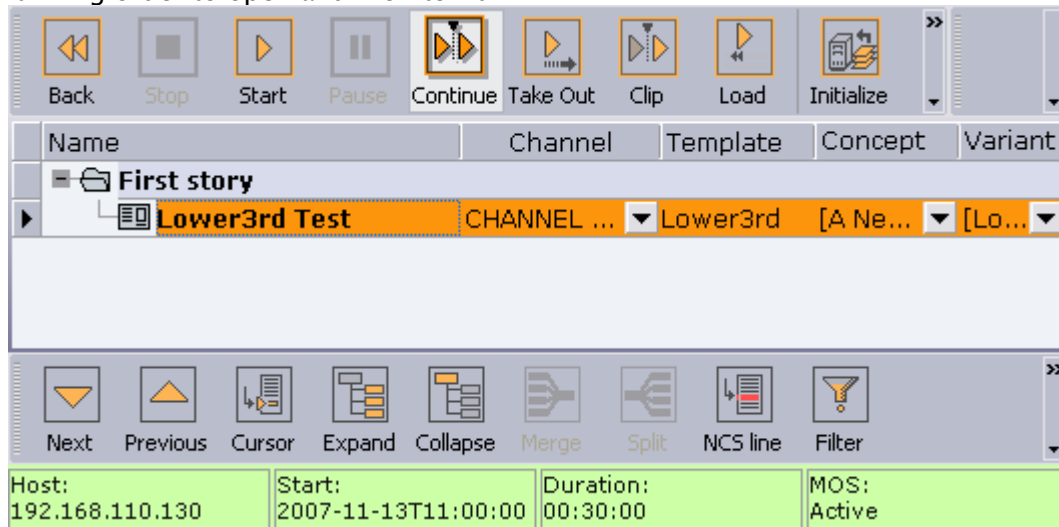 Back Stop Start Pause Continue Take Out Clip Load Initialize
Name Channel Template Concept Variant
First story
Lower3rd Test CHANNEL ... Lower3rd [A Ne... [Lo...
Next Previous Cursor Expand Collapse Merge Split NCS line Filter
Host: Start: Duration: MOS:
192.168.110.130 2007-11-13T11:00:00 00:30:00 Active